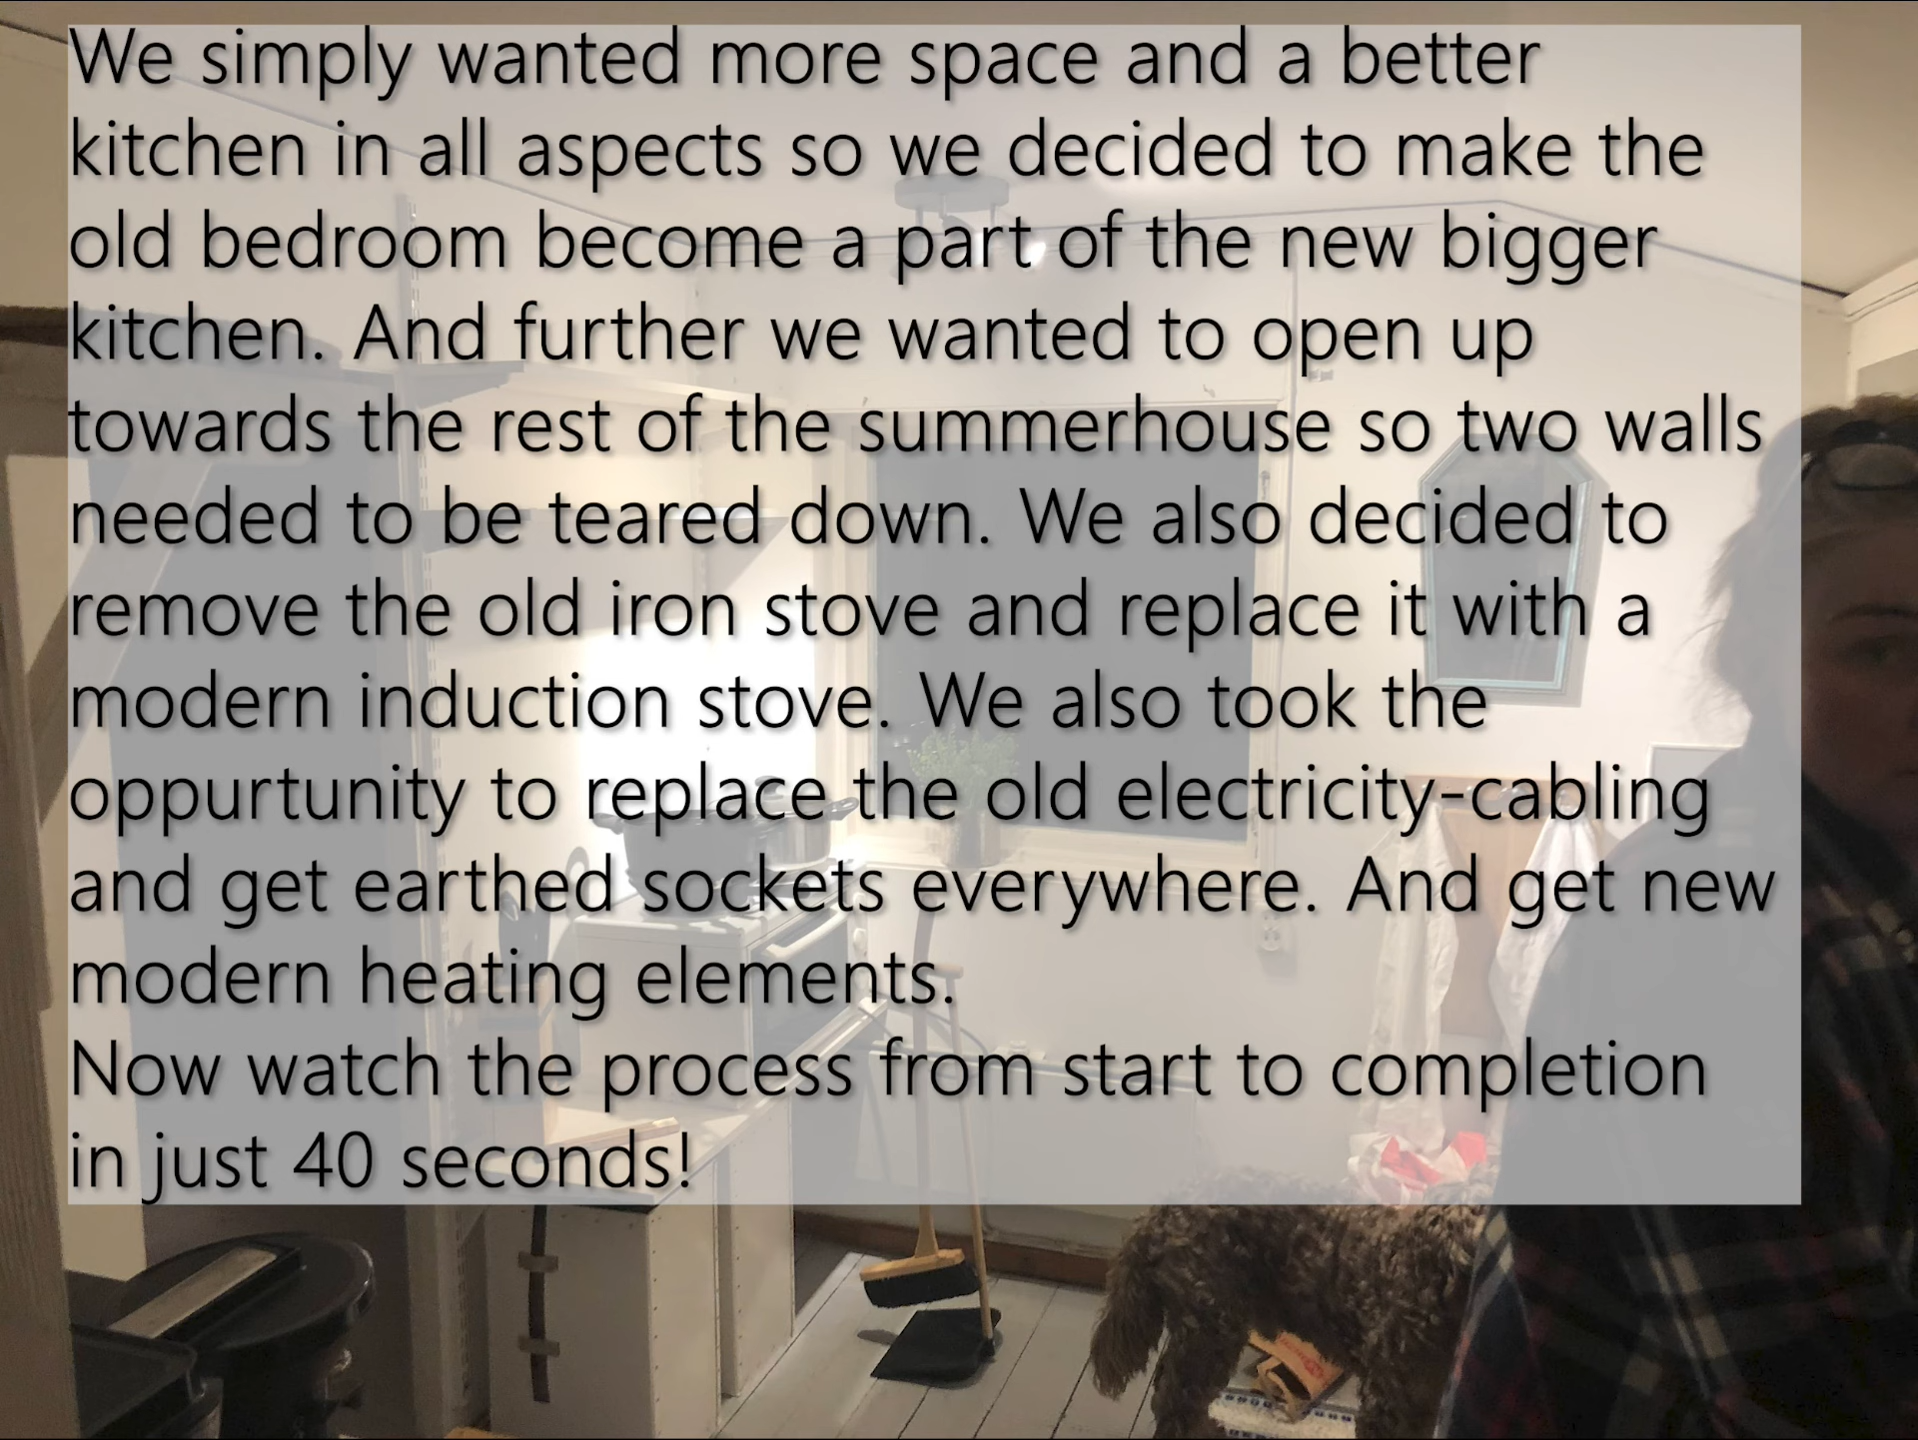 We simply wanted more space and a better
kitchen in all aspects so we decided to make the
old bedroom become a part of the new bigger
kitchen. And further we wanted to open up
towards the rest of the summerhouse so two walls
needed to be teared down. We also decided to
remove the old iron stove and replace it with a
modern induction stove. We also took the
oppurtunity to replace the old electricity-cabling
and get earthed sockets everywhere. And get new
modern heating elements.
Now watch the process from start to completion
in just 40 seconds!